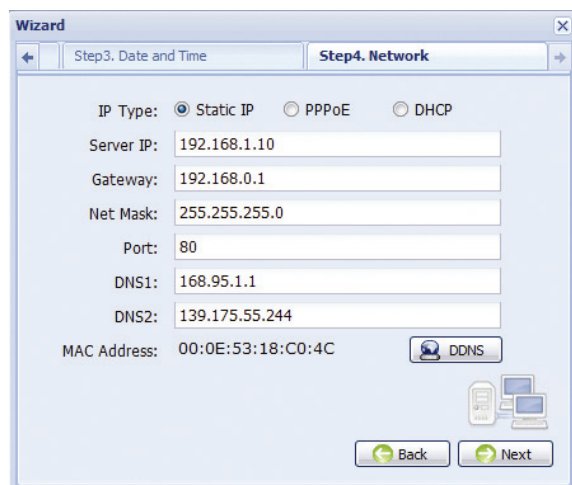 Wizard
Step3. Date and Time Step4. Network
IP Type: Static IP PPPoE DHCP
Server IP: 192.168.1.10
Gateway: 192.168.0.1
Net Mask: 255.255.255.0
Port: 80
DNS1: 168.95.1.1
DNS2: 139.175.55.244
MAC Address: 00:0E:53:18:C0:4C DDNS
Back Next